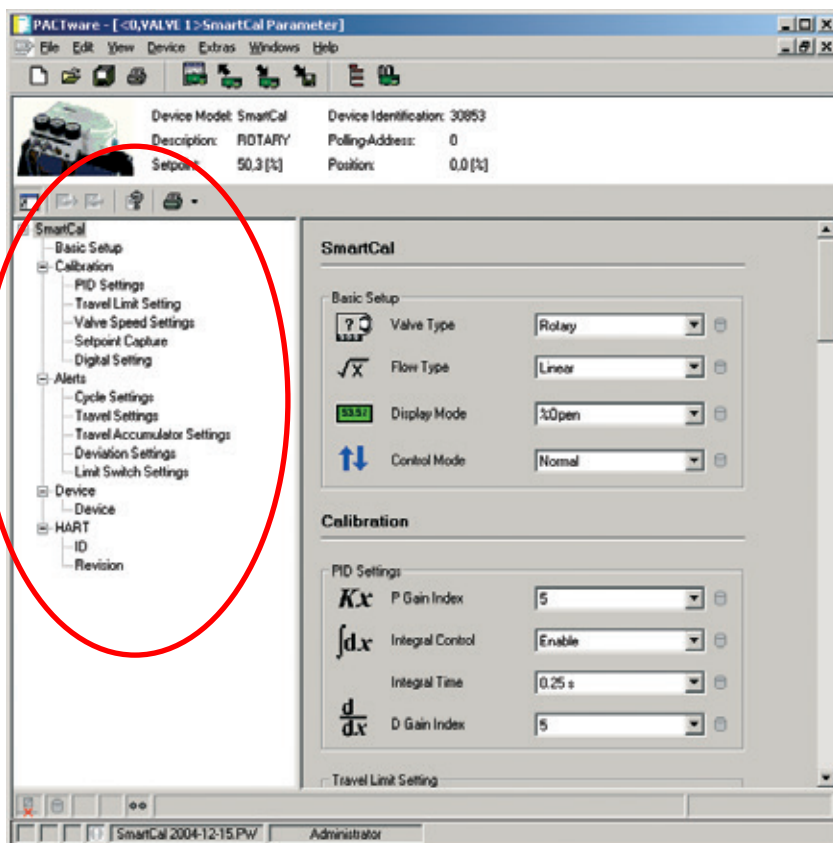 PACTware - [<0,VALVE 1>SmartCal Parameter]
File Edit View Device Extras Windows Help
Device Model: SmartCal Device Identification: 30853
Description: ROTARY Polling-Address: 0
Setpoint: 50,3 [%] Position: 0,0 [%]
SmartCal
Basic Setup
Calibration
PID Settings
Travel Limit Setting
Valve Speed Settings
Setpoint Capture
Digital Setting
Alerts
Cycle Settings
Travel Settings
Travel Accumulator Settings
Deviation Settings
Limit Switch Settings
Device
Device
HART
ID
Revision
SmartCal
Basic Setup
? Valve Type Rotary
√x Flow Type Linear
53.57 Display Mode %Open
Control Mode Normal
Calibration
PID Settings
Kx P Gain Index 5
∫dx Integral Control Enable
Integral Time 0.25 s
d/dx D Gain Index 5
Travel Limit Setting
SmartCal 2004-12-15.PW Administrator